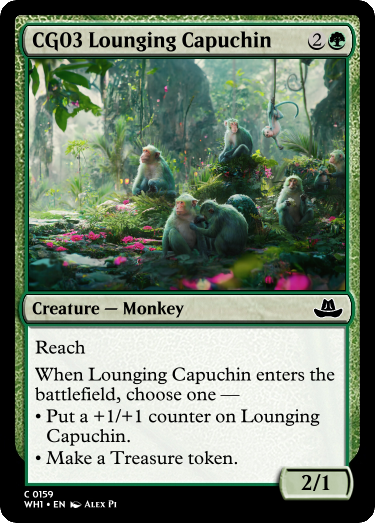 CG03 Lounging Capuchin 2
Creature — Monkey
Reach
When Lounging Capuchin enters the
battlefield, choose one —
• Put a +1/+1 counter on Lounging
Capuchin.
• Make a Treasure token.
2/1
C 0159
WH1 • EN Alex Pi